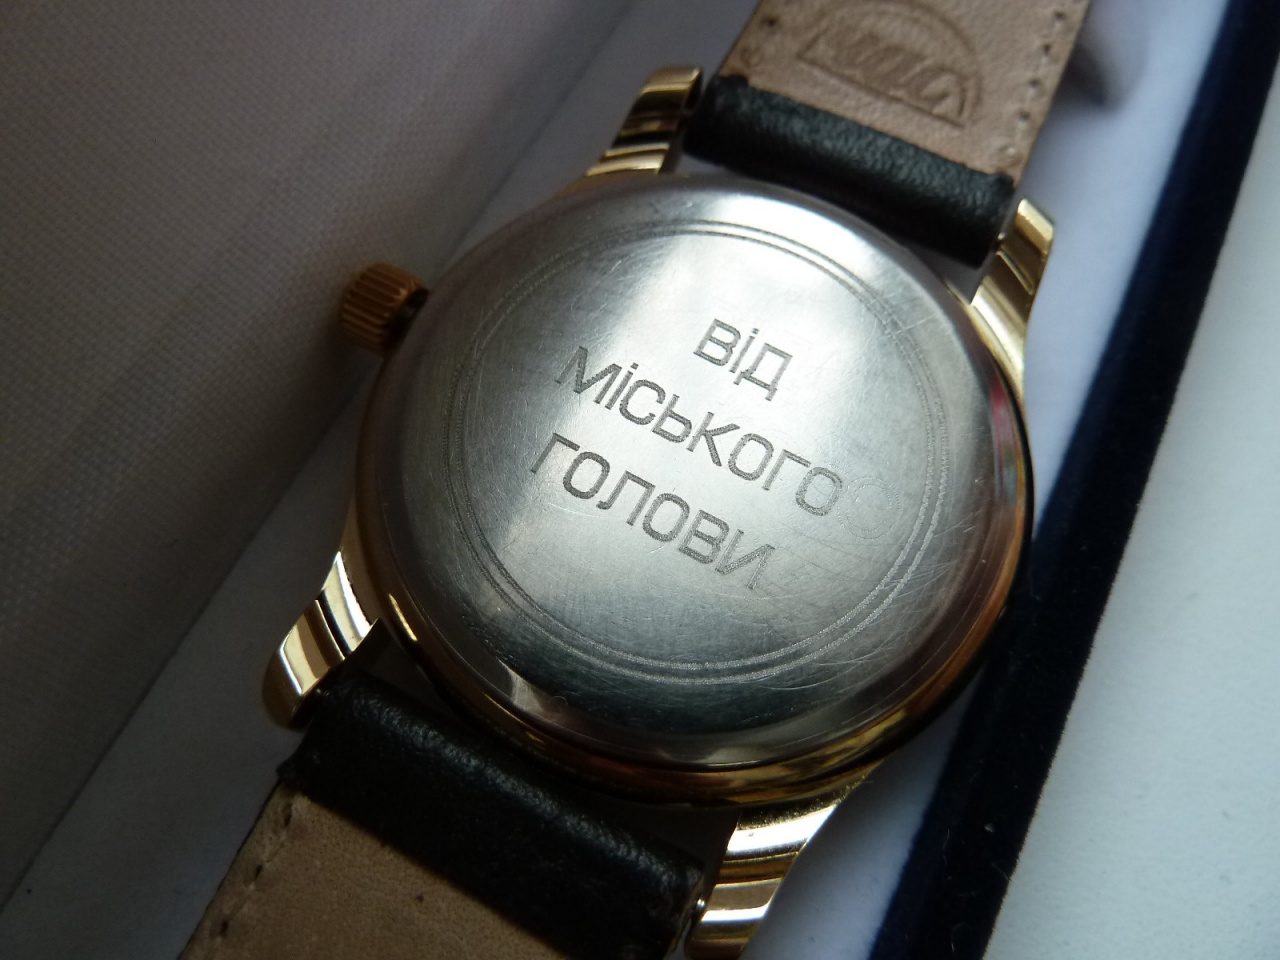 Від
міського
голови